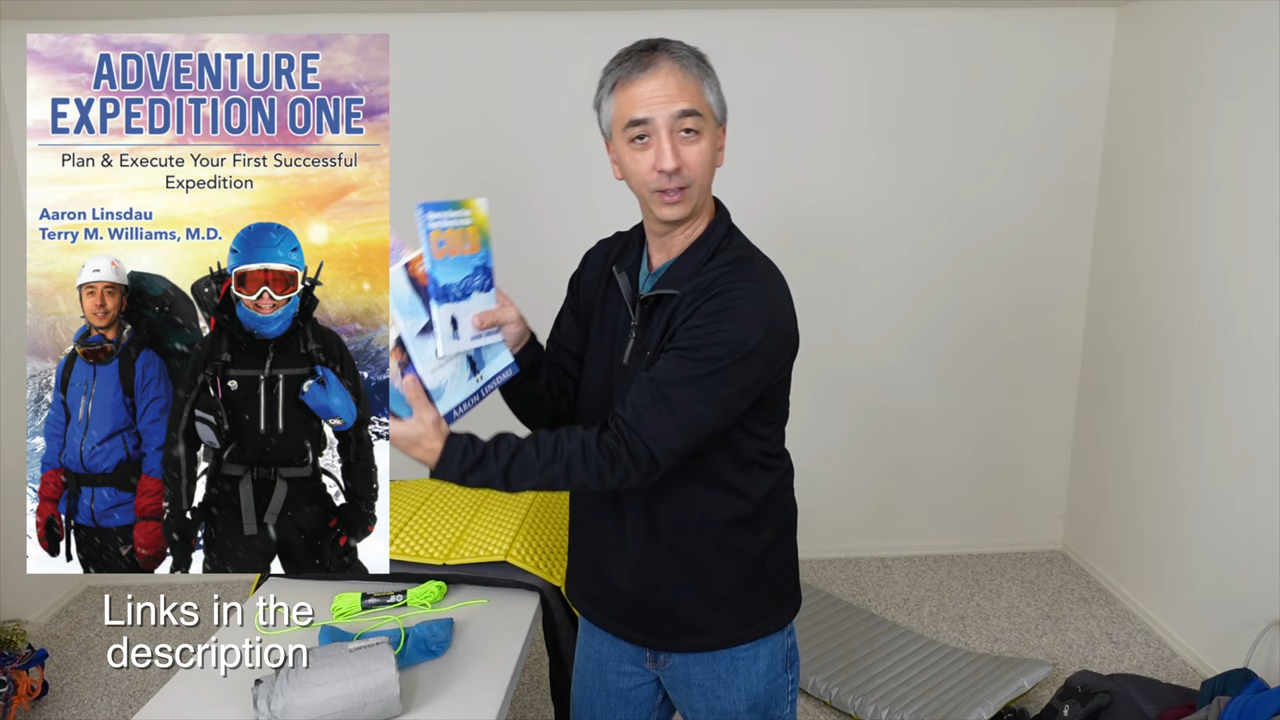 ADVENTURE
EXPEDITION ONE
Plan & Execute Your First Successful
Expedition
Aaron Linsdau
Terry M. Williams, M.D.
COLD
AARON LINSDAU
Links in the
description